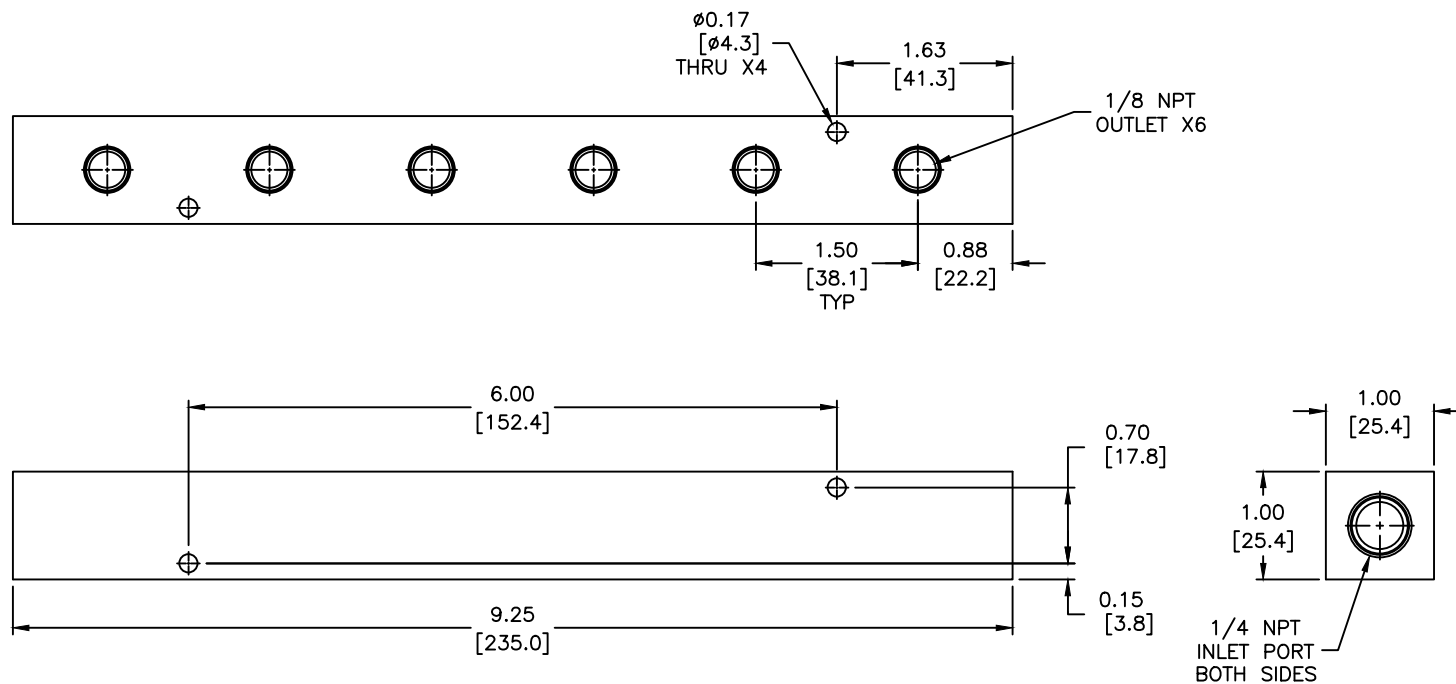 ø0.17
[ø4.3]
THRU X4
1.63
[41.3]
1/8 NPT
OUTLET X6
1.50
[38.1]
TYP
0.88
[22.2]
6.00
[152.4]
0.70
[17.8]
1.00
[25.4]
1.00
[25.4]
9.25
[235.0]
0.15
[3.8]
1/4 NPT
INLET PORT
BOTH SIDES